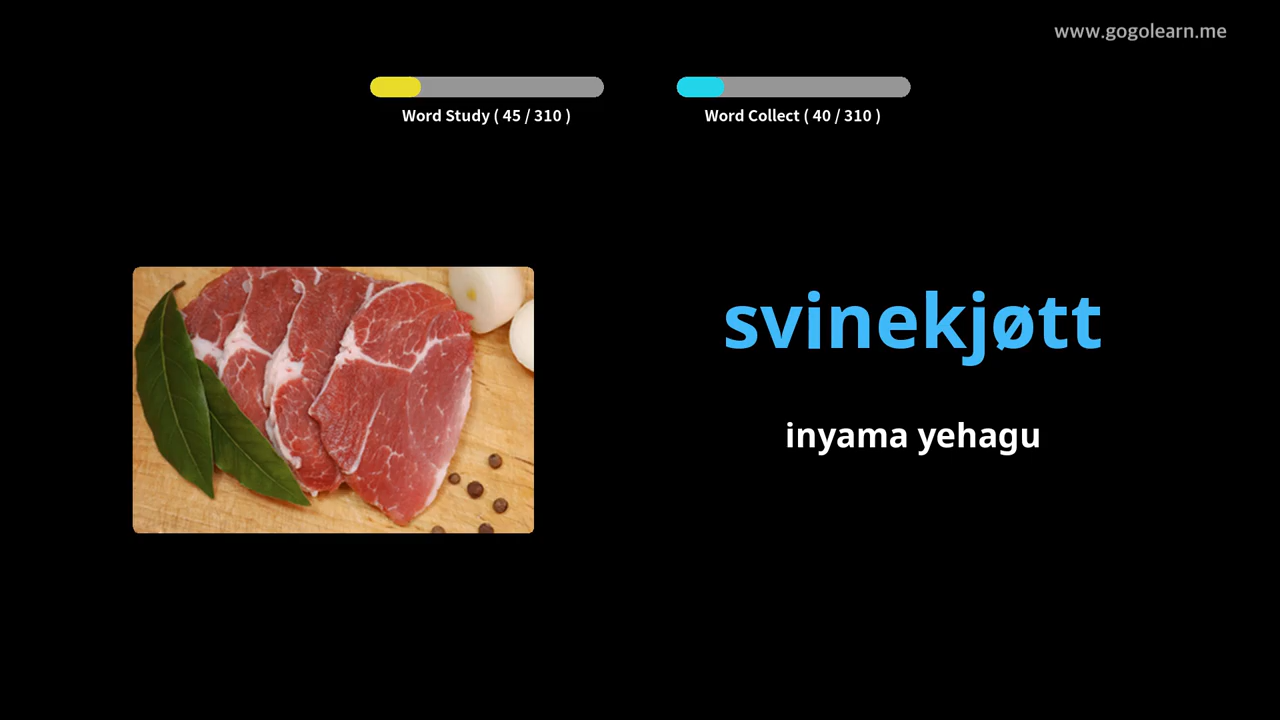 www.gogolearn.me
Word Study ( 45 / 310 )
Word Collect ( 40 / 310 )
svinekjøtt
inyama yehagu